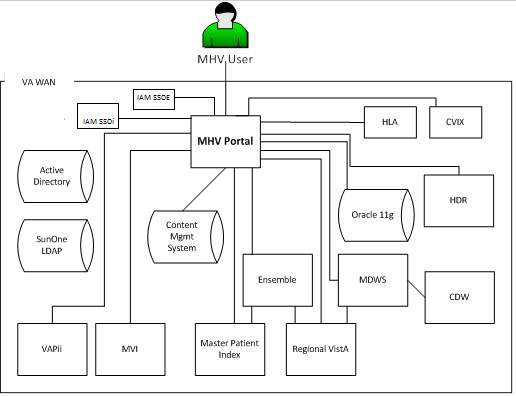 MHV User
VA WAN
IAM SSOE
IAM SSOi
MHV Portal
HLA
CVIX
Active
Directory
HDR
Content
Mgmt
System
Oracle 11g
SunOne
LDAP
Ensemble
MDWS
CDW
VAPii
MVI
Master Patient
Index
Regional VistA